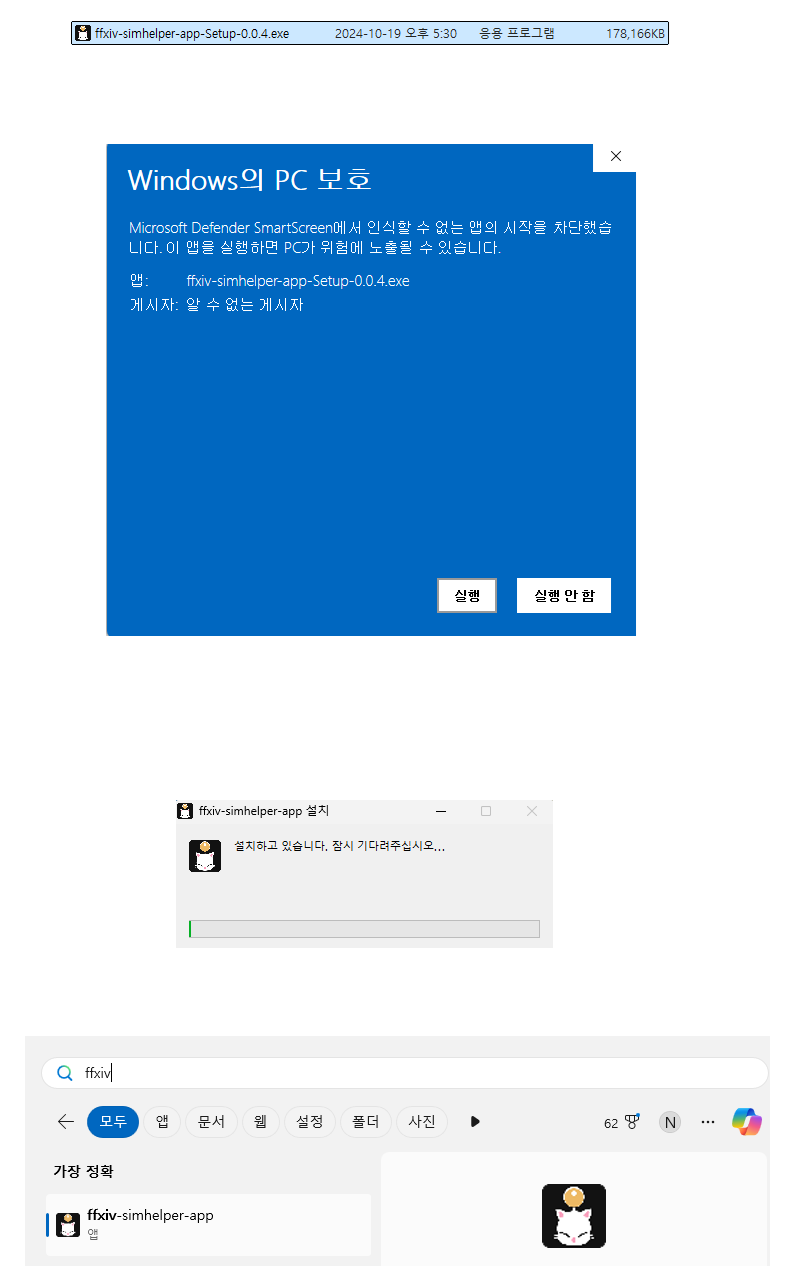 ffxiv-simhelper-app-Setup-0.0.4.exe 2024-10-19 오후 5:30 응용 프로그램 178,166KB
Windows의 PC 보호
Microsoft Defender SmartScreen에서 인식할 수 없는 앱의 시작을 차단했습
니다. 이 앱을 실행하면 PC가 위험에 노출될 수 있습니다.
앱: ffxiv-simhelper-app-Setup-0.0.4.exe
게시자: 알 수 없는 게시자
실행 실행 안 함
ffxiv-simhelper-app 설치
설치하고 있습니다. 잠시 기다려주십시오...
ffxiv
모두 앱 문서 웹 설정 폴더 사진 62 N
가장 정확
ffxiv-simhelper-app
앱